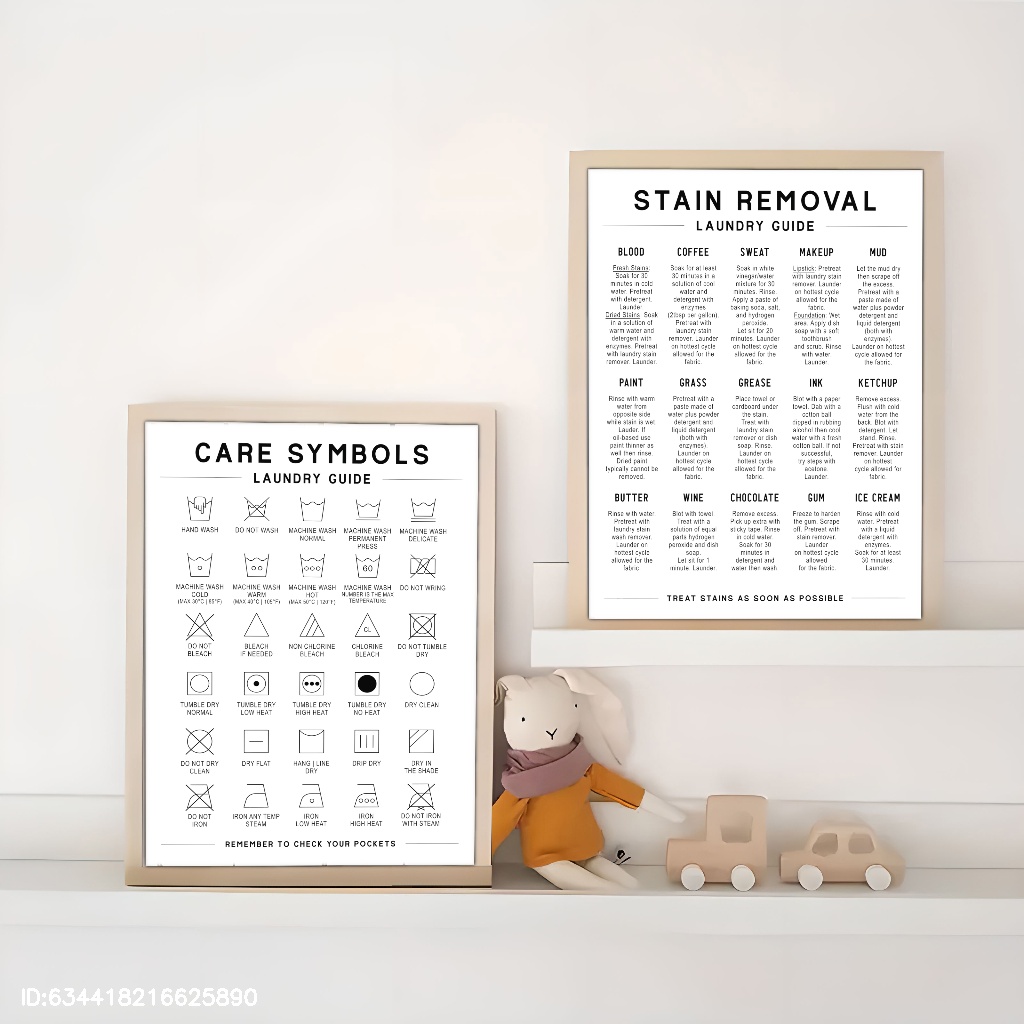 STAIN REMOVAL
LAUNDRY GUIDE
BLOOD
Fresh Stains:
Soak for 30
minutes in cold
water. Pretreat
with detergent.
Launder.
Dried Stains: Soak
in a solution of
warm water and
detergent with
enzymes. Pretreat
with laundry stain
remover. Launder.
COFFEE
Soak for at least
30 minutes in a
solution of cool
water and
detergent with
enzymes
(2tbsp per gallon).
Pretreat with
laundry stain
remover. Launder
on hottest cycle
allowed for the
fabric.
SWEAT
Soak in white
vinegar/water
mixture for 30
minutes. Rinse.
Apply a paste of
baking soda, salt,
and hydrogen
peroxide.
Let sit for 20
minutes. Launder
on hottest cycle
allowed for the
fabric.
MAKEUP
Lipstick: Pretreat
with laundry stain
remover. Launder
on hottest cycle
allowed for the
fabric.
Foundation: Wet
area. Apply dish
soap with a soft
toothbrush
and scrub. Rinse
with water.
Launder.
MUD
Let the mud dry
then scrape off
the excess.
Pretreat with a
paste made of
water plus powder
detergent and
liquid detergent
(both with
enzymes).
Launder on hottest
cycle allowed for
the fabric.
PAINT
Rinse with warm
water from
opposite side
while stain is wet.
Lauder. If
oil-based use
paint thinner as
well then rinse.
Dried paint
typically cannot be
removed.
GRASS
Pretreat with a
paste made of
water plus powder
detergent and
liquid detergent
(both with
enzymes).
Launder on
hottest cycle
allowed for the
fabric.
GREASE
Place towel or
cardboard under
the stain.
Treat with
laundry stain
remover or dish
soap. Rinse.
Launder on
hottest cycle
allowed for the
fabric.
INK
Blot with a paper
towel. Dab with a
cotton ball
dipped in rubbing
alcohol then cool
water with a fresh
cotton ball. If not
successful,
try steps with
acetone.
Launder.
KETCHUP
Remove excess.
Flush with cold
water from the
back. Blot with
detergent. Let
stand. Rinse.
Pretreat with stain
remover. Launder
on hottest
cycle allowed for
fabric.
BUTTER
Rinse with water.
Pretreat with
laundry stain
wash remover.
Launder on
hottest cycle
allowed for the
fabric.
WINE
Blot with towel.
Treat with a
solution of equal
parts hydrogen
peroxide and dish
soap.
Let sit for 1
minute. Launder.
CHOCOLATE
Remove excess.
Pick up extra with
sticky tape. Rinse
in cold water.
Soak for 30
minutes in
detergent and
water then wash.
GUM
Freeze to harden
the gum. Scrape
off. Pretreat with
stain remover.
Launder
on hottest cycle
allowed
for the fabric.
ICE CREAM
Rinse with cold
water. Pretreat
with a liquid
detergent with
enzymes.
Soak for at least
30 minutes.
Launder.
TREAT STAINS AS SOON AS POSSIBLE
CARE SYMBOLS
LAUNDRY GUIDE
HAND WASH
DO NOT WASH
MACHINE WASH
NORMAL
MACHINE WASH
PERMANENT
PRESS
MACHINE WASH
DELICATE
MACHINE WASH
COLD
(MAX 30°C | 85°F)
MACHINE WASH
WARM
(MAX 40°C | 105°F)
MACHINE WASH
HOT
(MAX 50°C | 120°F)
60
MACHINE WASH
NUMBER IS THE MAX
TEMPERATURE
DO NOT WRING
DO NOT
BLEACH
BLEACH
IF NEEDED
NON CHLORINE
BLEACH
CL
CHLORINE
BLEACH
DO NOT TUMBLE
DRY
TUMBLE DRY
NORMAL
TUMBLE DRY
LOW HEAT
TUMBLE DRY
HIGH HEAT
TUMBLE DRY
NO HEAT
DRY CLEAN
DO NOT DRY
CLEAN
DRY FLAT
HANG | LINE
DRY
DRIP DRY
DRY IN
THE SHADE
DO NOT
IRON
IRON ANY TEMP
STEAM
IRON
LOW HEAT
IRON
HIGH HEAT
DO NOT IRON
WITH STEAM
REMEMBER TO CHECK YOUR POCKETS
ID:634418216625890